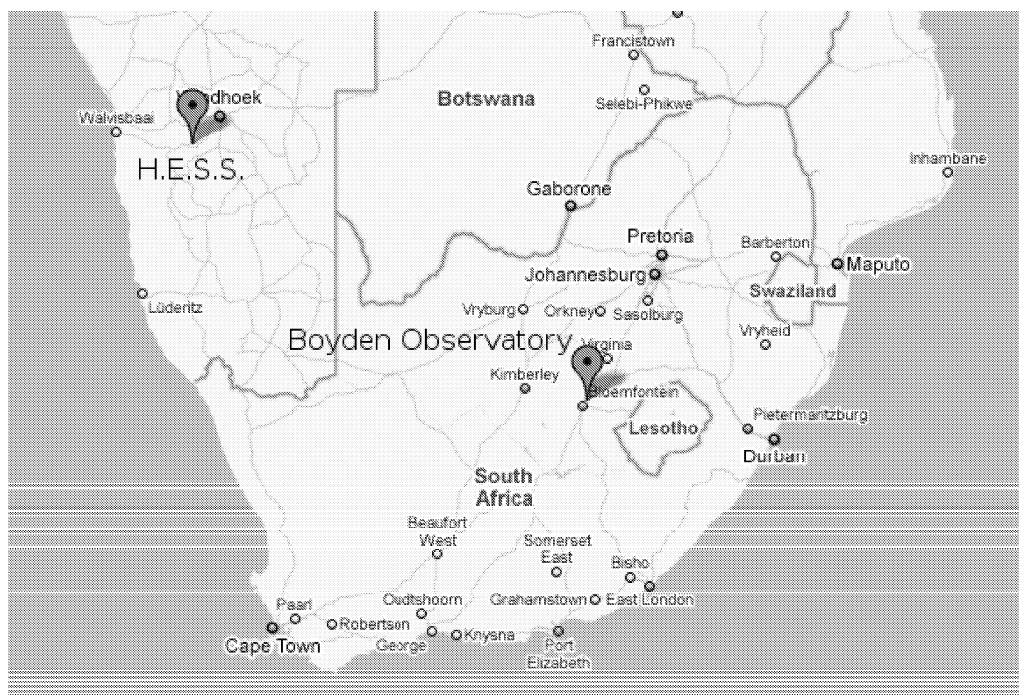 Francistown
Windhoek
Botswana
Selebi-Phikwe
Walvisbaai
Inhambane
H.E.S.S.
Gaborone
Pretoria
Barberton
Johannesburg
Maputo
Swaziland
Lüderitz
Vryburg
Orkney
Sasolburg
Vryheid
Boyden Observatory
Virginia
Kimberley
Bloemfontein
Pietermaritzburg
Lesotho
Durban
South
Africa
Beaufort
West
Somerset
East
Bisho
Paarl
Oudtshoorn
Grahamstown
East London
Robertson
Cape Town
George
Knysna
Port
Elizabeth